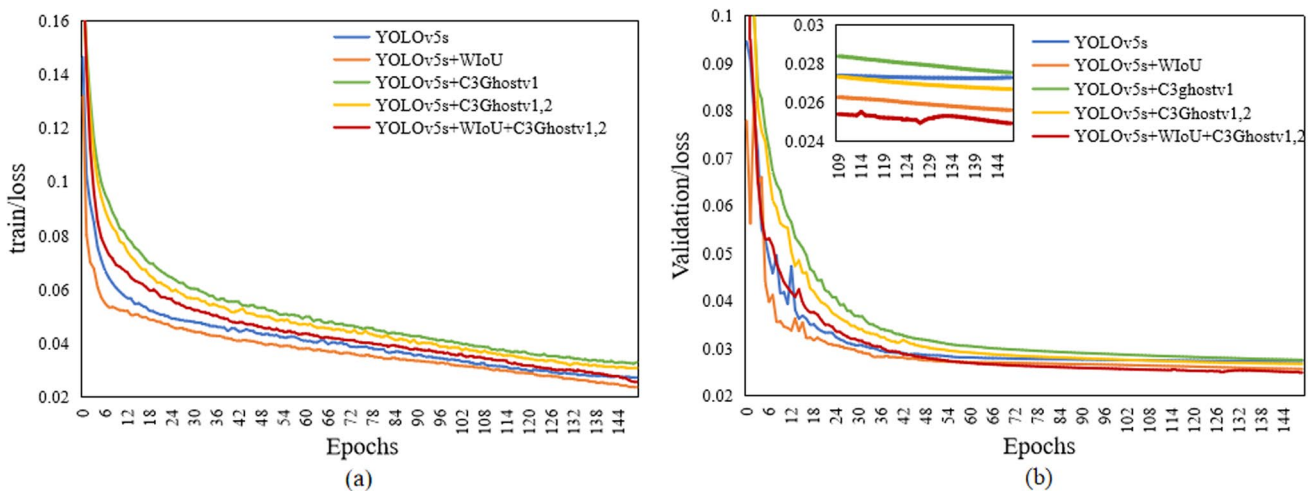 0.16
0.14
0.12
0.1
0.08
0.06
0.04
0.02
train/loss
YOLOv5s
YOLOv5s+WIoU
YOLOv5s+C3Ghostv1
YOLOv5s+C3Ghostv1,2
YOLOv5s+WIoU+C3Ghostv1,2
0 6 12 18 24 30 36 42 48 54 60 66 72 78 84 90 96 102 108 114 120 126 132 138 144
Epochs
(a)
0.1
0.09
0.08
0.07
0.06
0.05
0.04
0.03
0.02
Validation/loss
0.03
0.028
0.026
0.024
109 114 119 124 129 134 139 144
YOLOv5s
YOLOv5s+WIoU
YOLOv5s+C3ghostv1
YOLOv5s+C3Ghostv1,2
YOLOv5s+WIoU+C3Ghostv1,2
0 6 12 18 24 30 36 42 48 54 60 66 72 78 84 90 96 102 108 114 120 126 132 138 144
Epochs
(b)